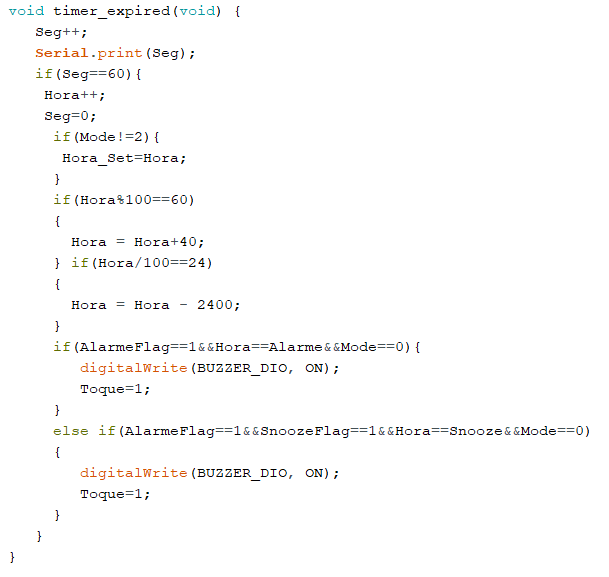 void timer_expired(void) {
   Seg++;
   Serial.print(Seg);
   if(Seg==60){
    Hora++;
    Seg=0;
     if(Mode!=2){
      Hora_Set=Hora;
     }
     if(Hora%100==60)
     {
       Hora = Hora+40;
     } if(Hora/100==24)
     {
       Hora = Hora - 2400;
     }
     if(AlarmeFlag==1&&Hora==Alarme&&Mode==0){
        digitalWrite(BUZZER_DIO, ON);
        Toque=1;
     }
     else if(AlarmeFlag==1&&SnoozeFlag==1&&Hora==Snooze&&Mode==0)
     {
        digitalWrite(BUZZER_DIO, ON);
        Toque=1;
     }
   }
}